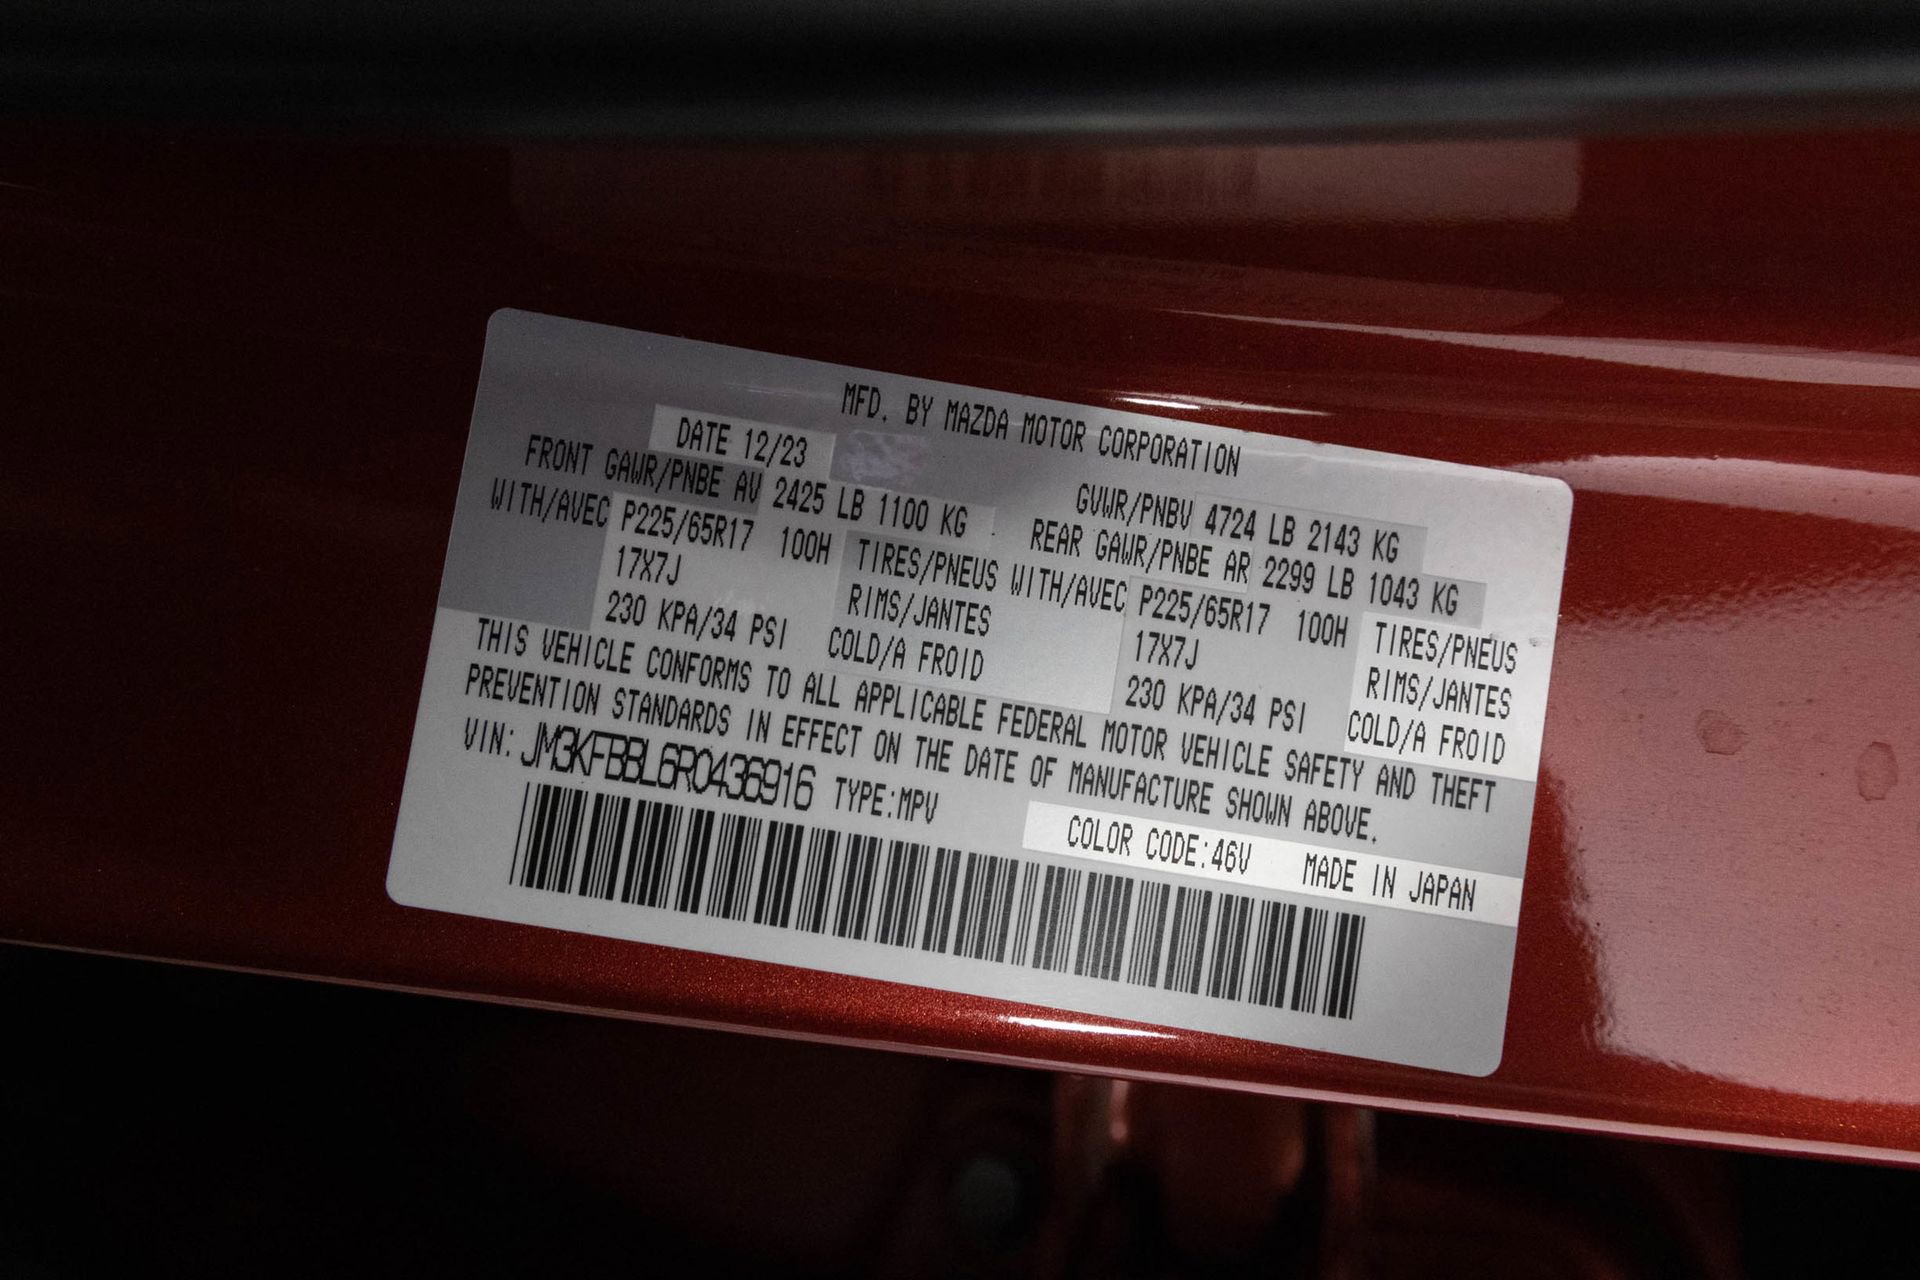 MFD. BY MAZDA MOTOR CORPORATION
DATE 12/23
GVWR/PNBV 4724 LB 2143 KG
FRONT GAWR/PNBE AV 2425 LB 1100 KG
REAR GAWR/PNBE AR 2299 LB 1043 KG
WITH/AVEC P225/65R17 100H TIRES/PNEUS WITH/AVEC P225/65R17 100H TIRES/PNEUS
17X7J RIMS/JANTES 17X7J RIMS/JANTES
230 KPA/34 PSI COLD/A FROID 230 KPA/34 PSI COLD/A FROID
THIS VEHICLE CONFORMS TO ALL APPLICABLE FEDERAL MOTOR VEHICLE SAFETY AND THEFT
PREVENTION STANDARDS IN EFFECT ON THE DATE OF MANUFACTURE SHOWN ABOVE.
VIN: JM3KFBBL6R0436916 TYPE:MPV
COLOR CODE:46V MADE IN JAPAN